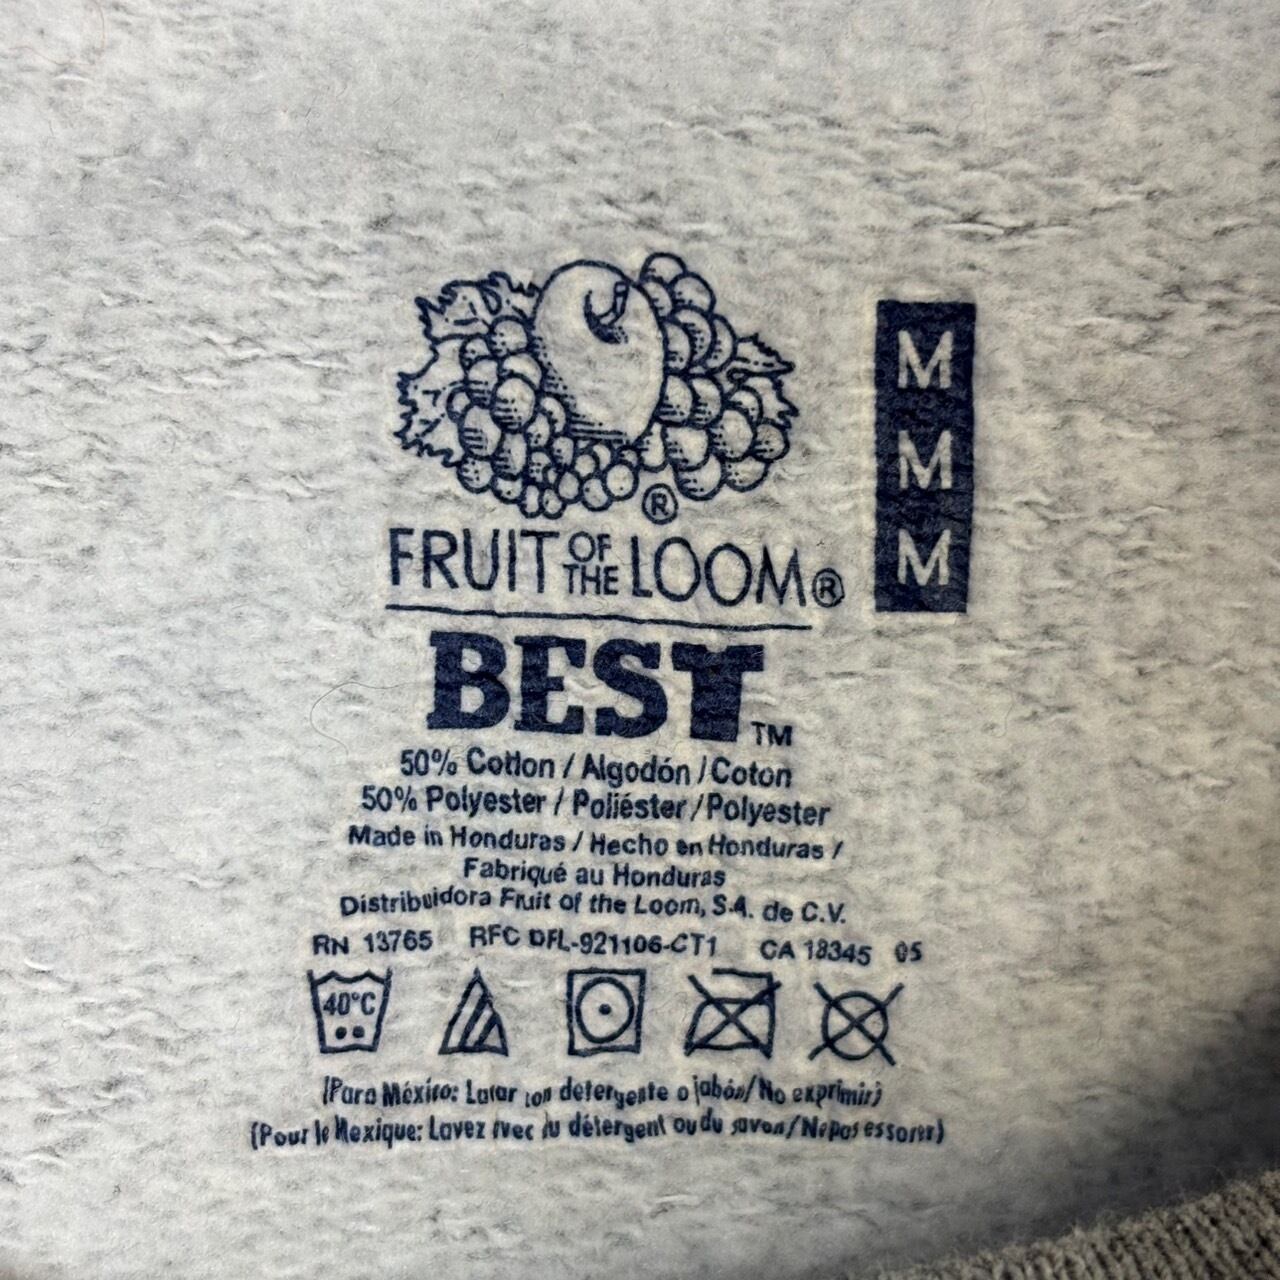 FRUIT OF THE LOOM®
M
M
M
BEST™
50% Cotton / Algodón / Coton
50% Polyester / Poliéster / Polyester
Made in Honduras / Hecho en Honduras /
Fabriqué au Honduras
Distribuidora Fruit of the Loom, S.A. de C.V.
RN 13765 RFC DFL-921106-CT1 CA 18345 05
40°C
(Para México: Lavar con detergente o jabón/No exprimir)
(Pour le Mexique: Lavez avec du détergent ou du savon/Ne pas essorer)